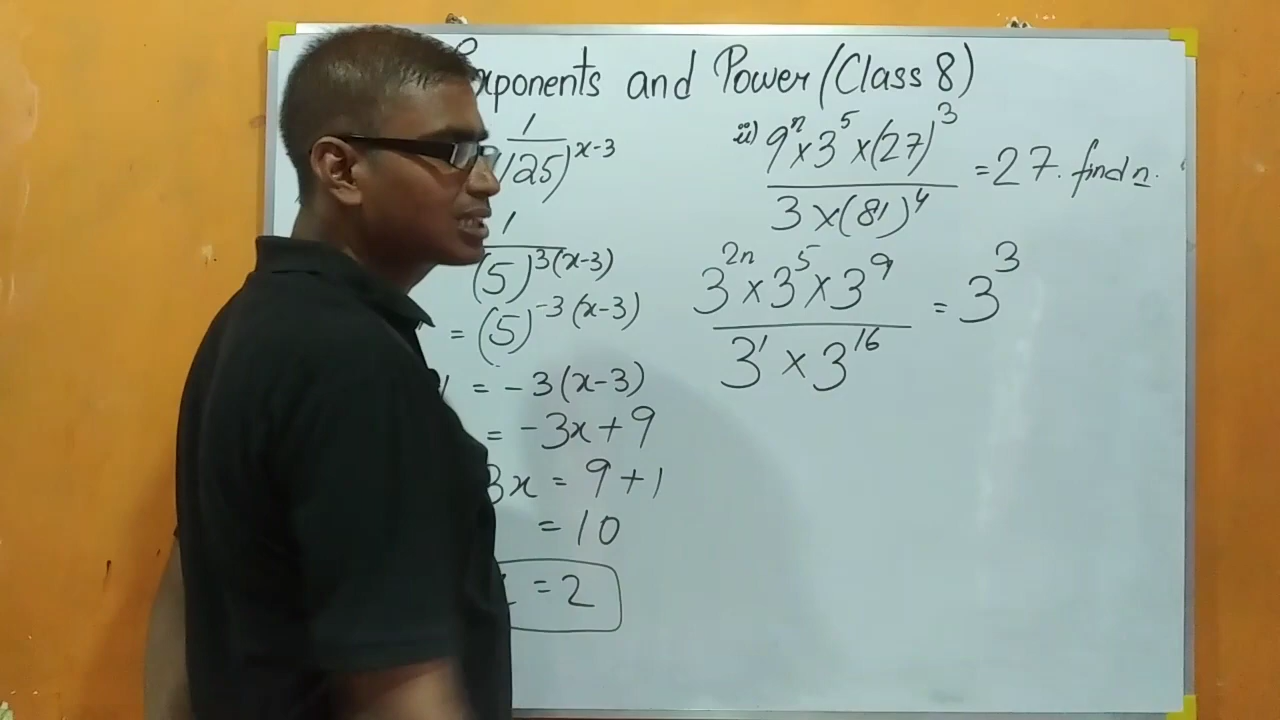 Exponents and Power (Class 8)
1
125)^{x-3}
1
(5)^{3(x-3)}
= (5)^{-3(x-3)}
= -3(x-3)
= -3x+9
3x = 9+1
= 10
= 2
ii) 9^n × 3^5 × (27)^3
= 27. find n.
3 × (81)^4
3^{2n} × 3^5 × 3^9
= 3^3
3^1 × 3^{16}